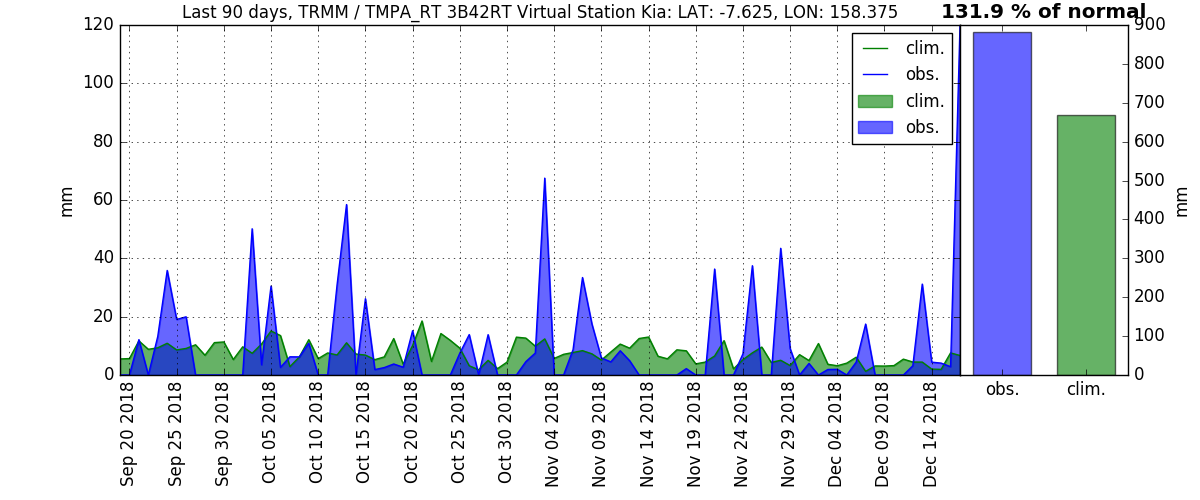 Last 90 days, TRMM / TMPA_RT 3B42RT Virtual Station Kia: LAT: -7.625, LON: 158.375
131.9 % of normal
120
100
80
60
40
20
0
mm
clim.
obs.
clim.
obs.
900
800
700
600
500
400
300
200
100
0
mm
obs.
clim.
Sep 20 2018
Sep 25 2018
Sep 30 2018
Oct 05 2018
Oct 10 2018
Oct 15 2018
Oct 20 2018
Oct 25 2018
Oct 30 2018
Nov 04 2018
Nov 09 2018
Nov 14 2018
Nov 19 2018
Nov 24 2018
Nov 29 2018
Dec 04 2018
Dec 09 2018
Dec 14 2018